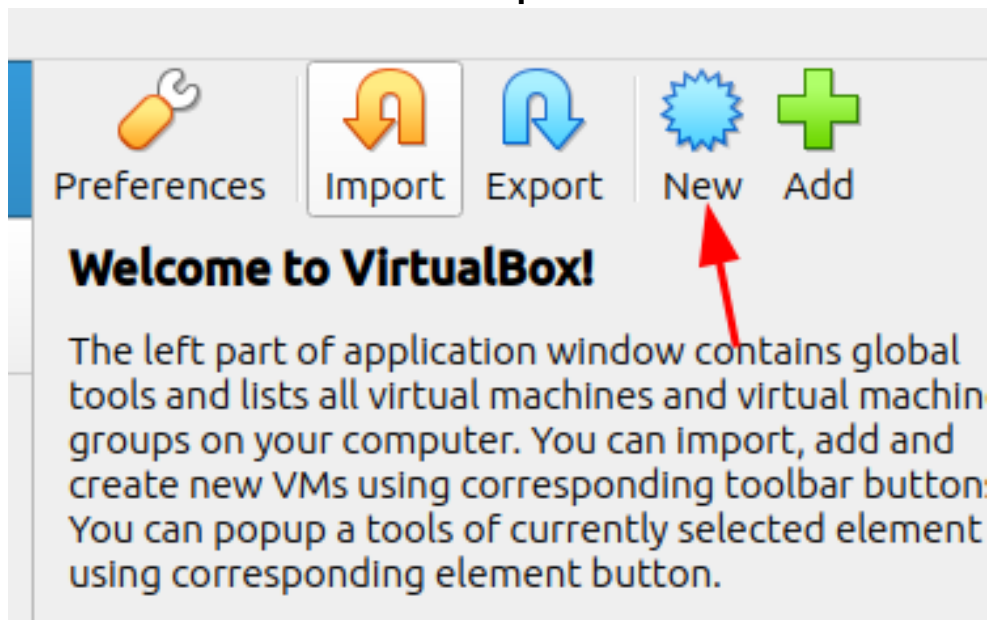 Preferences Import Export New Add
Welcome to VirtualBox!
The left part of application window contains global
tools and lists all virtual machines and virtual machin
groups on your computer. You can import, add and
create new VMs using corresponding toolbar button
You can popup a tools of currently selected element
using corresponding element button.